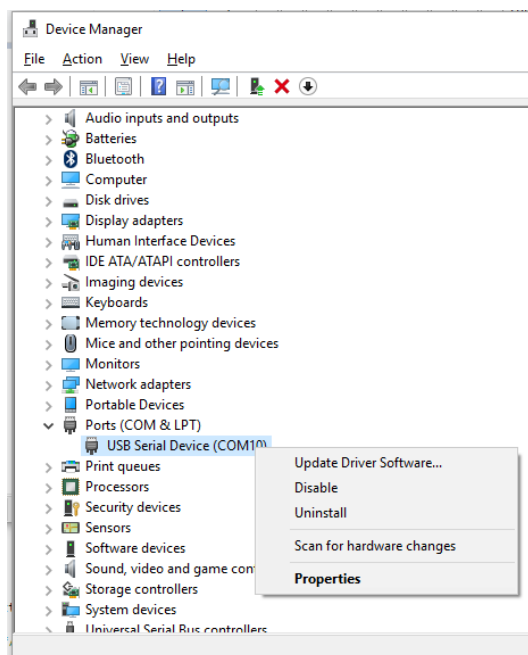 Device Manager
File Action View Help
Audio inputs and outputs
Batteries
Bluetooth
Computer
Disk drives
Display adapters
Human Interface Devices
IDE ATA/ATAPI controllers
Imaging devices
Keyboards
Memory technology devices
Mice and other pointing devices
Monitors
Network adapters
Portable Devices
Ports (COM & LPT)
USB Serial Device (COM10)
Print queues
Processors
Security devices
Sensors
Software devices
Sound, video and game con
Storage controllers
System devices
Universal Serial Bus controllers
Update Driver Software...
Disable
Uninstall
Scan for hardware changes
Properties